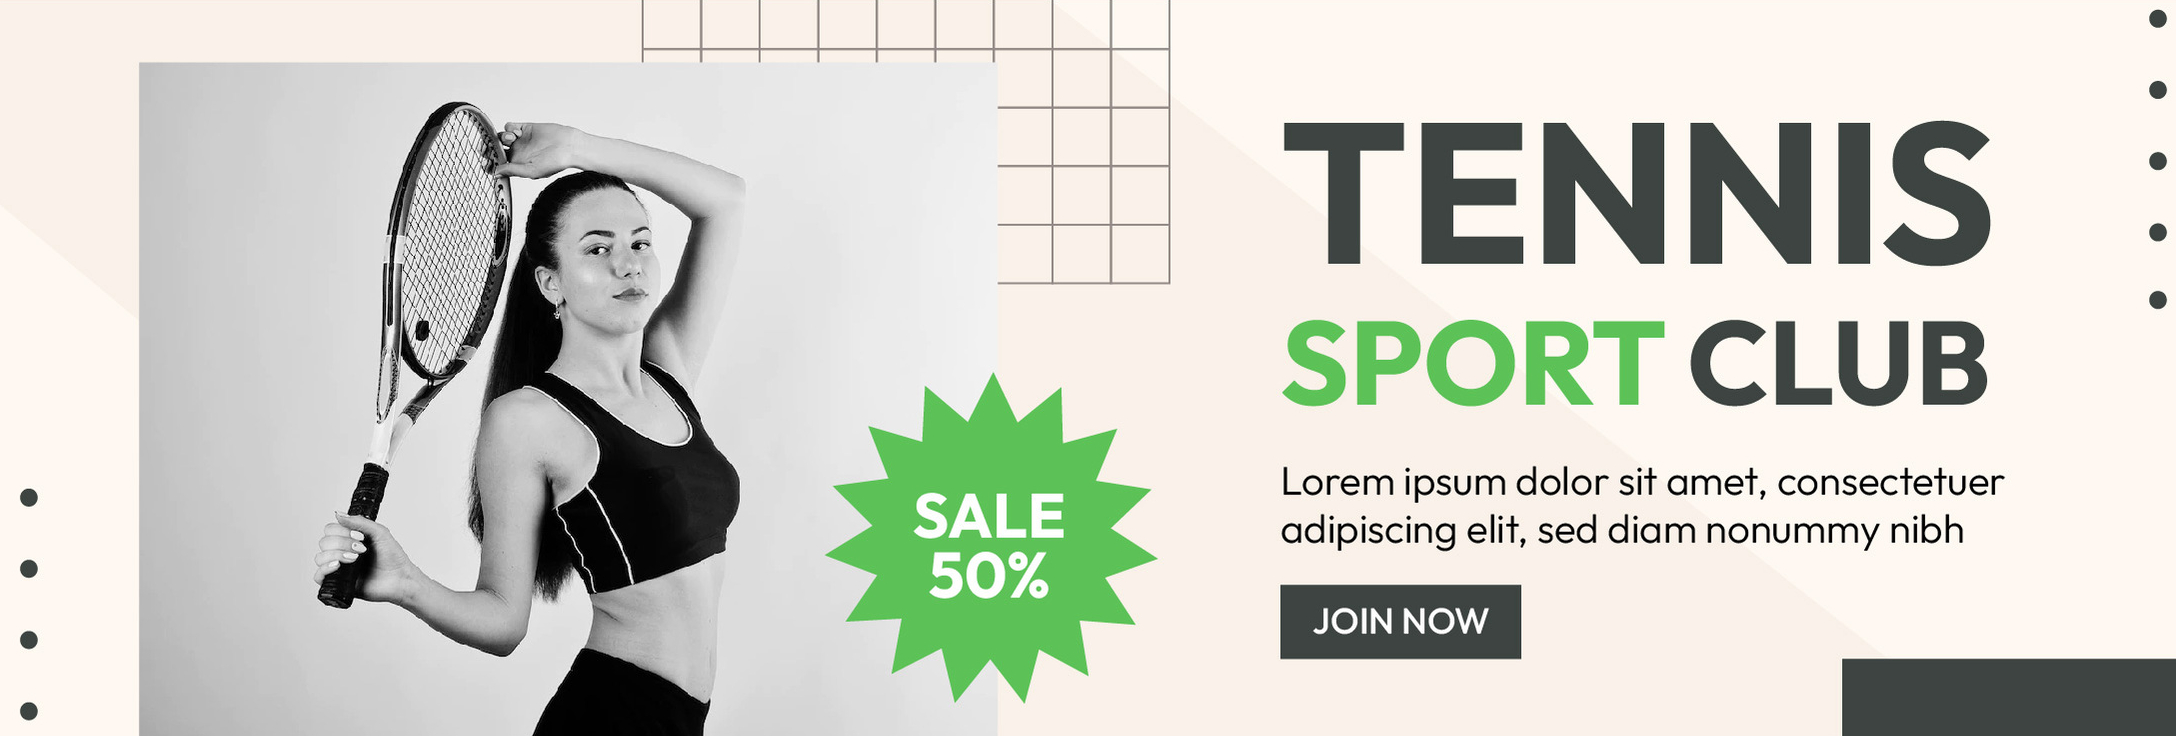 TENNIS
SPORT CLUB
Lorem ipsum dolor sit amet, consectetuer
adipiscing elit, sed diam nonummy nibh
JOIN NOW
SALE
50%